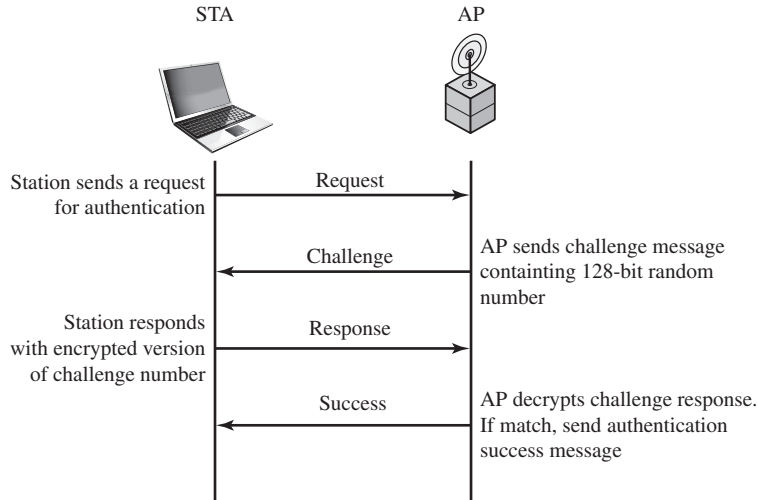 STA
AP
Station sends a request
for authentication
Request
Challenge
AP sends challenge message
containting 128-bit random
number
Station responds
with encrypted version
of challenge number
Response
Success
AP decrypts challenge response.
If match, send authentication
success message